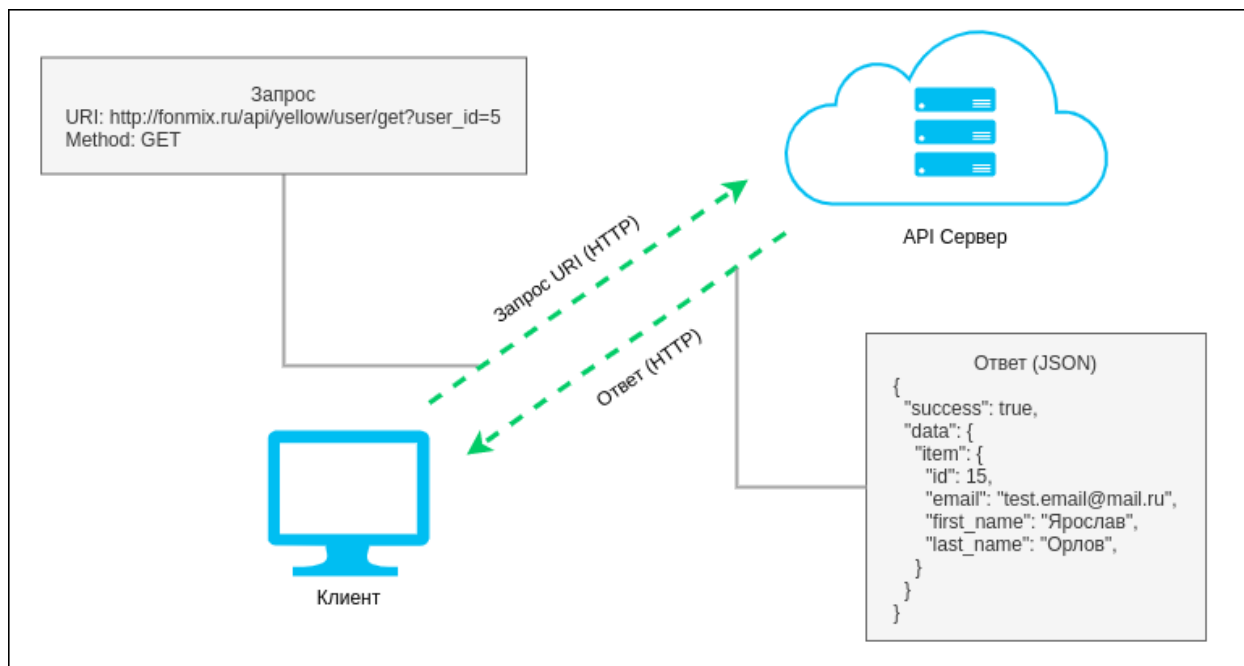 Запрос
URI: http://fonmix.ru/api/yellow/user/get?user_id=5
Method: GET
API Сервер
Запрос URI (HTTP)
Ответ (HTTP)
Клиент
Ответ (JSON)
{
"success": true,
"data": {
"item": {
"id": 15,
"email": "test.email@mail.ru",
"first_name": "Ярослав",
"last_name": "Орлов",
}
}
}